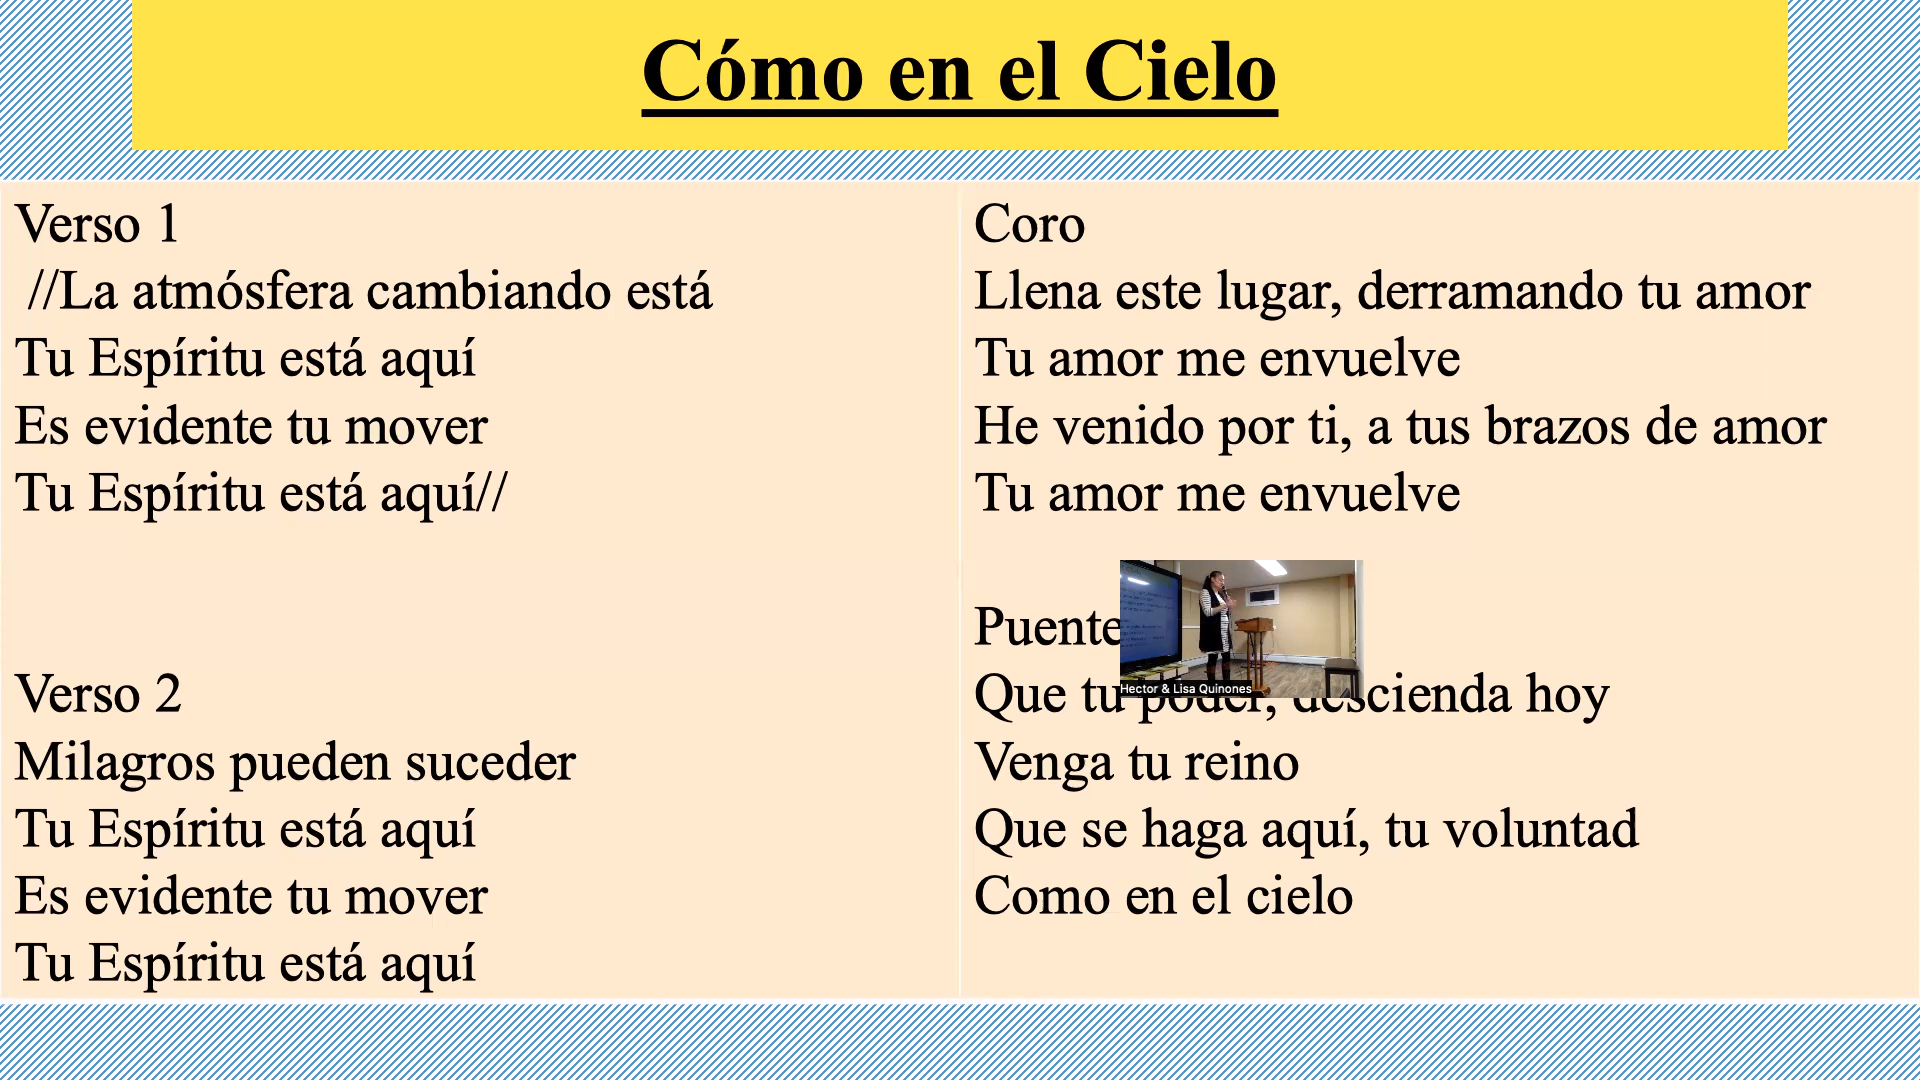 Cómo en el Cielo
Verso 1
//La atmósfera cambiando está
Tu Espíritu está aquí
Es evidente tu mover
Tu Espíritu está aquí//
Verso 2
Milagros pueden suceder
Tu Espíritu está aquí
Es evidente tu mover
Tu Espíritu está aquí
Coro
Llena este lugar, derramando tu amor
Tu amor me envuelve
He venido por ti, a tus brazos de amor
Tu amor me envuelve
Puente
Hector & Lisa Quinones
Que tu poder, descienda hoy
Venga tu reino
Que se haga aquí, tu voluntad
Como en el cielo